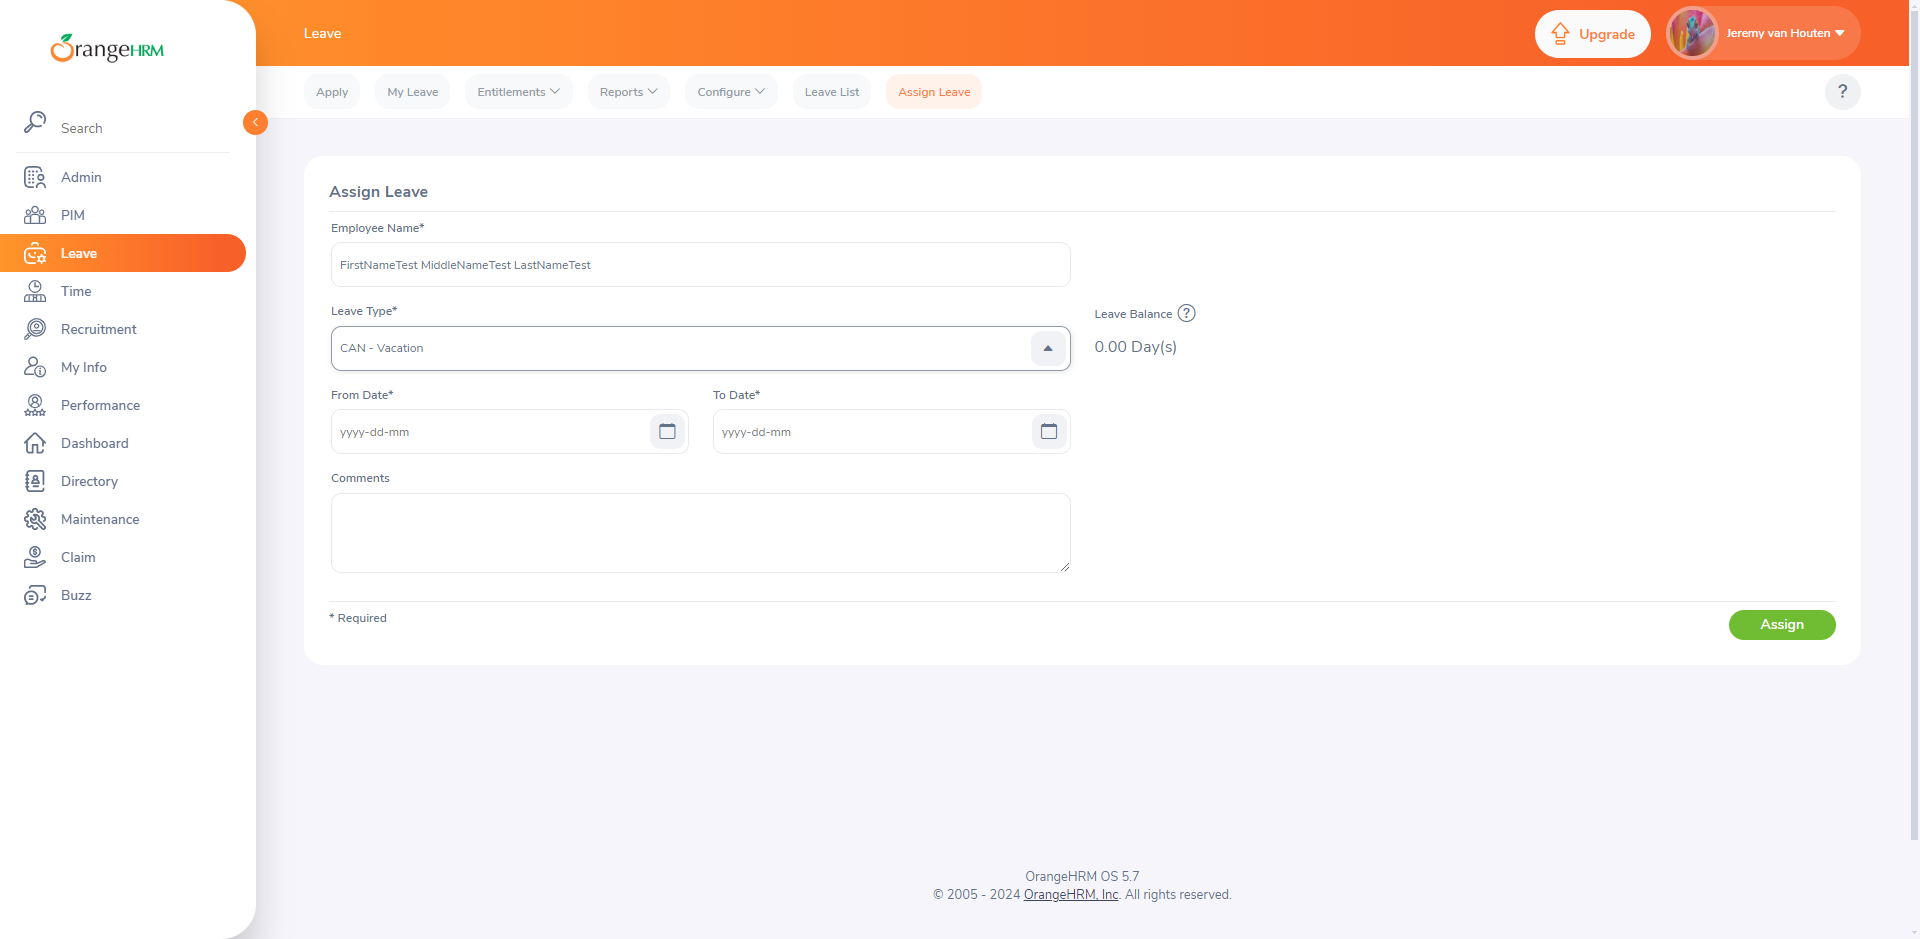 OrangeHRM
Leave
Upgrade
Jeremy van Houten
Apply
My Leave
Entitlements
Reports
Configure
Leave List
Assign Leave
?
Search
Admin
PIM
Leave
Time
Recruitment
My Info
Performance
Dashboard
Directory
Maintenance
Claim
Buzz
Assign Leave
Employee Name*
FirstNameTest MiddleNameTest LastNameTest
Leave Type*
CAN - Vacation
Leave Balance ?
0.00 Day(s)
From Date*
To Date*
yyyy-dd-mm
yyyy-dd-mm
Comments
* Required
Assign
OrangeHRM OS 5.7
© 2005 - 2024 OrangeHRM, Inc. All rights reserved.